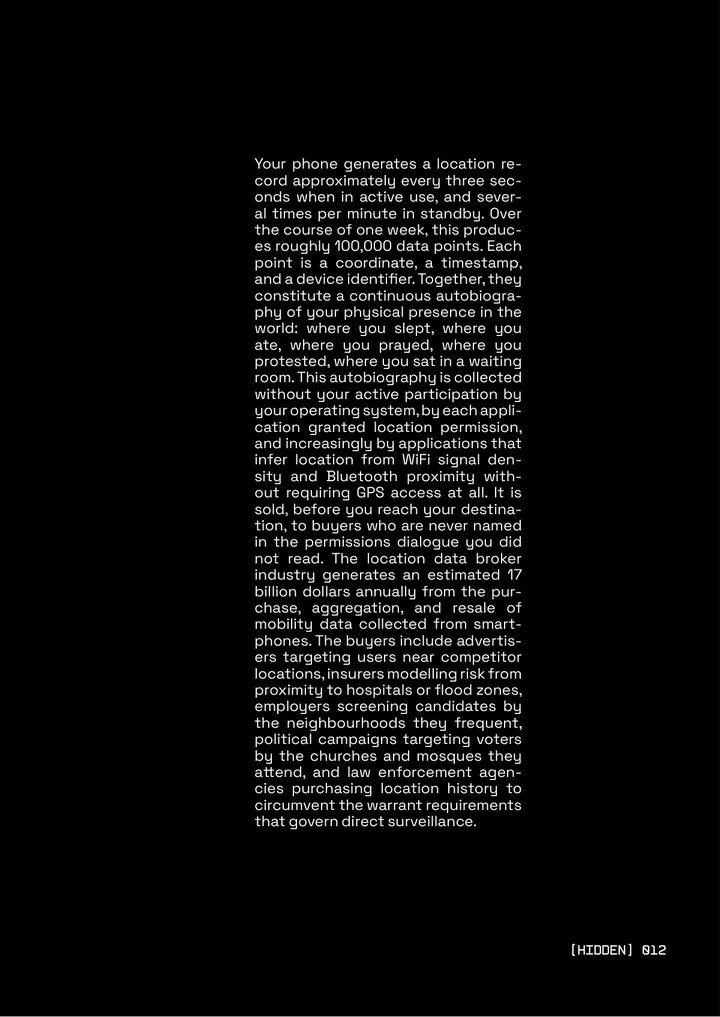 Your phone generates a location re-
cord approximately every three sec-
onds when in active use, and sever-
al times per minute in standby. Over
the course of one week, this produc-
es roughly 100,000 data points. Each
point is a coordinate, a timestamp,
and a device identifier. Together, they
constitute a continuous autobiogra-
phy of your physical presence in the
world: where you slept, where you
ate, where you prayed, where you
protested, where you sat in a waiting
room. This autobiography is collected
without your active participation by
your operating system, by each appli-
cation granted location permission,
and increasingly by applications that
infer location from WiFi signal den-
sity and Bluetooth proximity with-
out requiring GPS access at all. It is
sold, before you reach your destina-
tion, to buyers who are never named
in the permissions dialogue you did
not read. The location data broker
industry generates an estimated 17
billion dollars annually from the pur-
chase, aggregation, and resale of
mobility data collected from smart-
phones. The buyers include advertis-
ers targeting users near competitor
locations, insurers modelling risk from
proximity to hospitals or flood zones,
employers screening candidates by
the neighbourhoods they frequent,
political campaigns targeting voters
by the churches and mosques they
attend, and law enforcement agen-
cies purchasing location history to
circumvent the warrant requirements
that govern direct surveillance.
[HIDDEN] 012